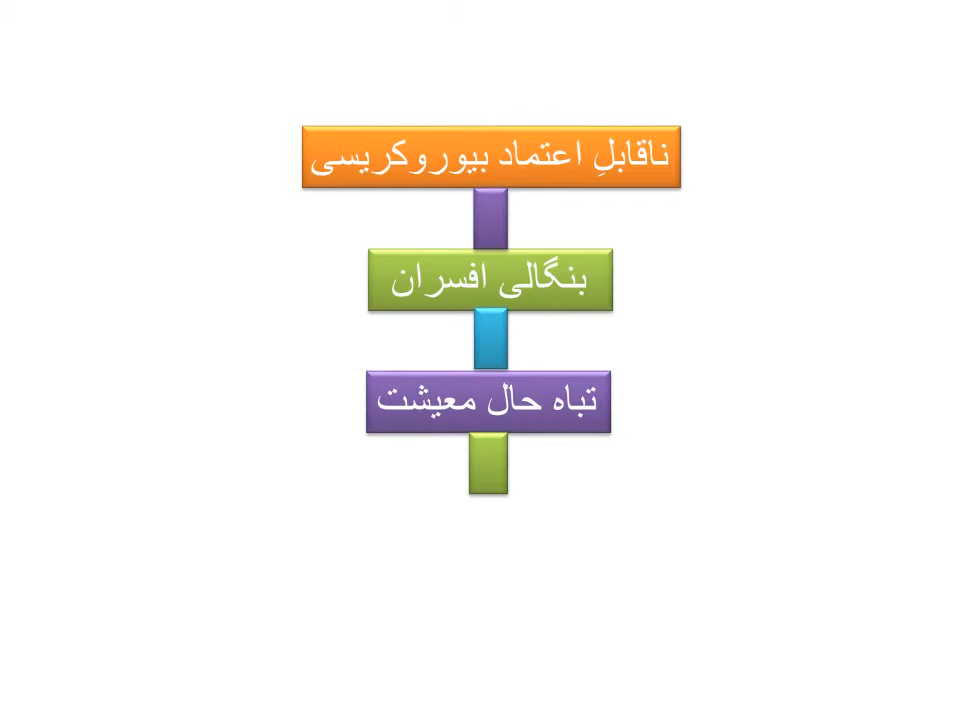 ناقابلِ اعتماد بیوروکریسی
بنگالی افسران
تباہ حال معیشت